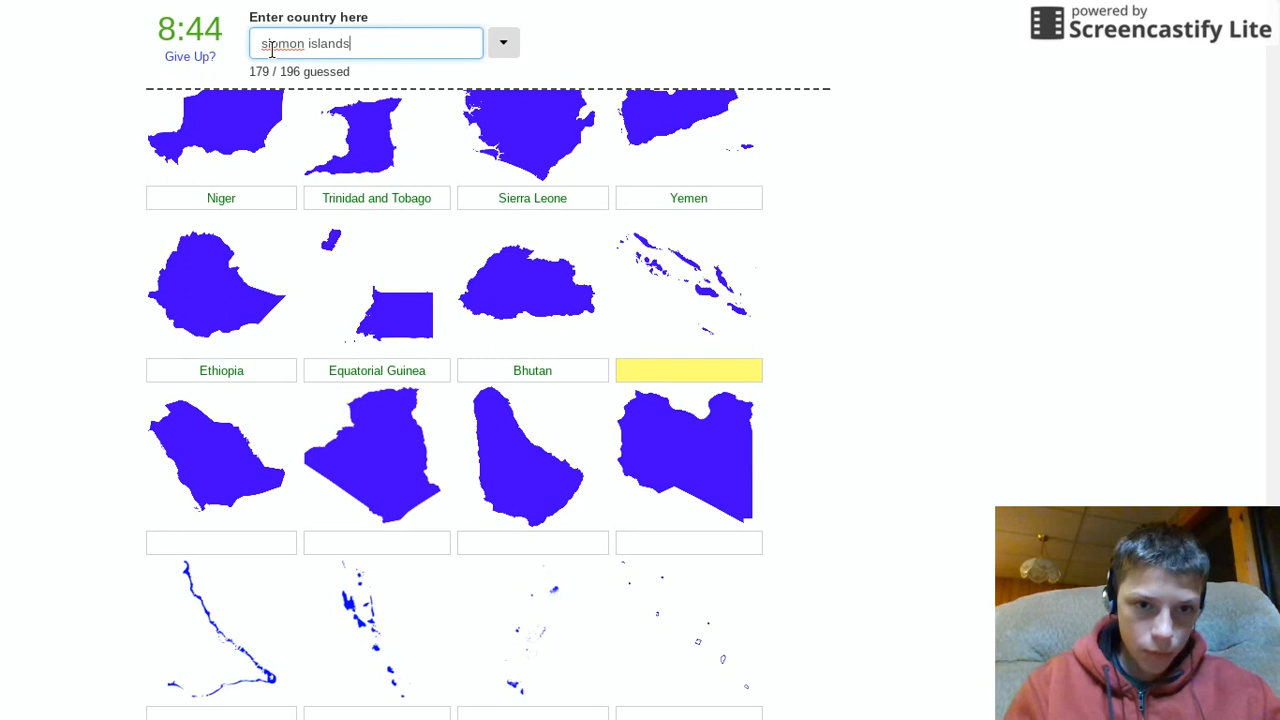 8:44
Give Up?
Enter country here
sipmon islands
179 / 196 guessed
powered by
Screencastify Lite
Niger
Trinidad and Tobago
Sierra Leone
Yemen
Ethiopia
Equatorial Guinea
Bhutan